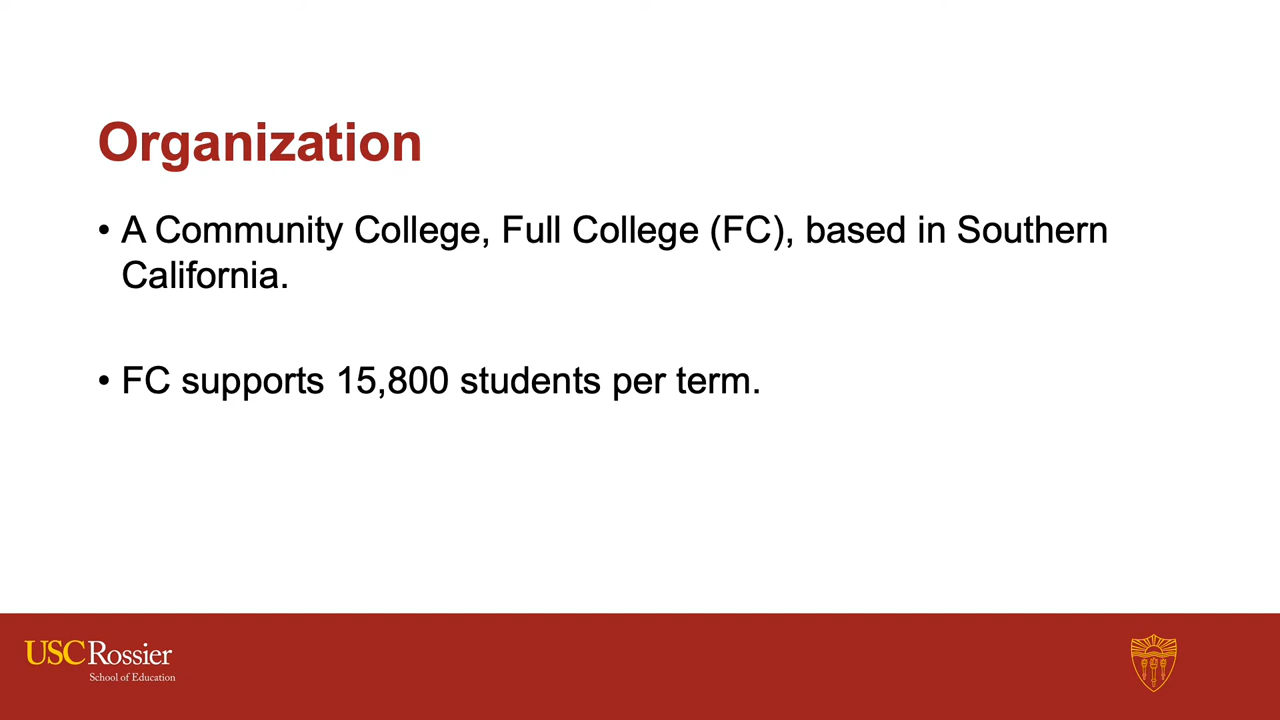 Organization
• A Community College, Full College (FC), based in Southern
California.
• FC supports 15,800 students per term.
USC Rossier
School of Education